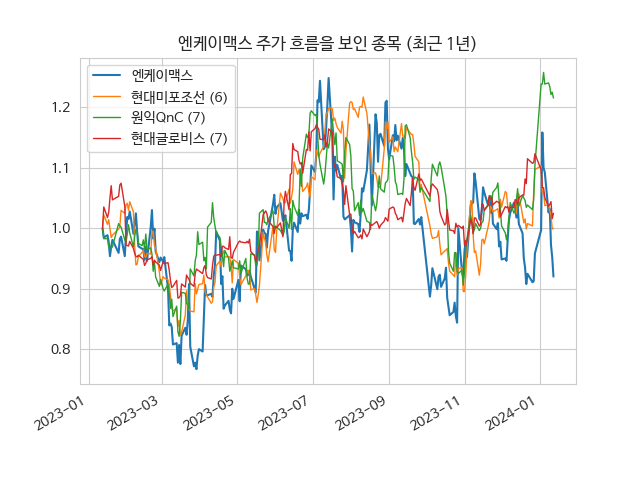 엔케이맥스 주가 흐름을 보인 종목 (최근 1년)
엔케이맥스
현대미포조선 (6)
원익QnC (7)
현대글로비스 (7)
1.2
1.1
1.0
0.9
0.8
2023-01
2023-03
2023-05
2023-07
2023-09
2023-11
2024-01